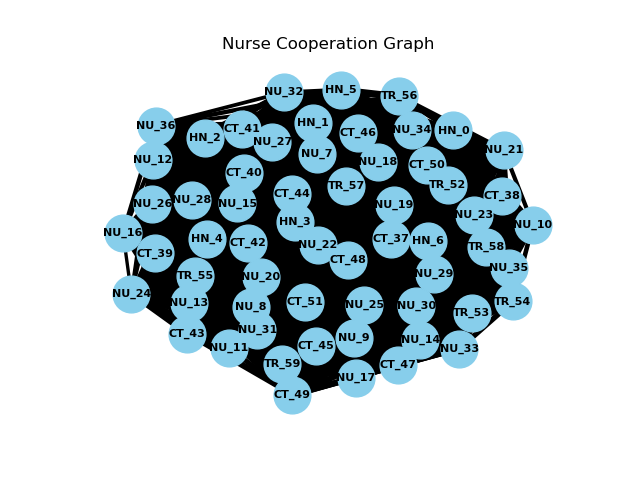 Nurse Cooperation Graph
NU_32
HN_5
TR_56
NU_36
HN_2
CT_41
NU_27
HN_1
CT_46
NU_34
HN_0
NU_12
NU_7
NU_18
CT_50
NU_21
CT_40
TR_57
TR_52
NU_26
NU_28
NU_15
CT_44
NU_19
CT_38
NU_16
HN_3
NU_23
NU_10
CT_39
HN_4
CT_42
NU_22
CT_48
CT_37
HN_6
TR_58
NU_35
TR_55
NU_20
NU_29
NU_24
NU_13
NU_8
CT_51
NU_25
NU_30
TR_53
TR_54
CT_43
NU_11
NU_31
CT_45
NU_9
NU_14
NU_33
TR_59
NU_17
CT_47
CT_49